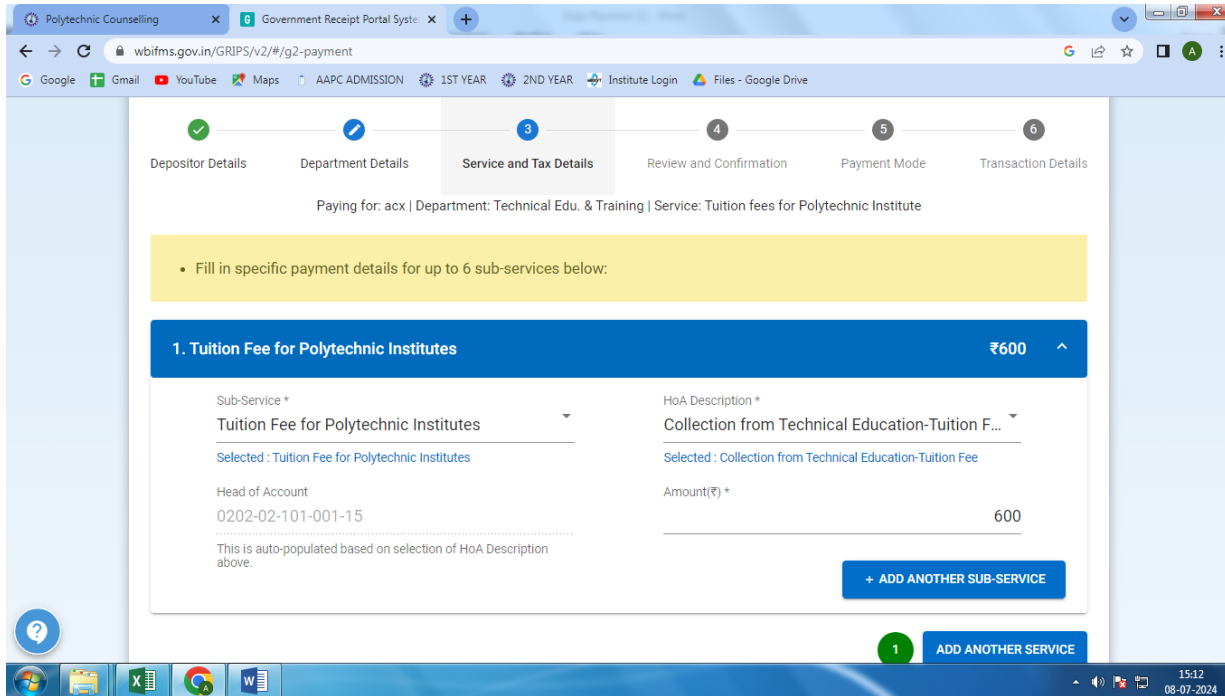 Polytechnic Counselling
G Government Receipt Portal Syste
wbifms.gov.in/GRIPS/v2/#/g2-payment
G
A
G Google Gmail YouTube Maps AAPC ADMISSION 1ST YEAR 2ND YEAR Institute Login Files - Google Drive
3 4 5 6
Depositor Details Department Details Service and Tax Details Review and Confirmation Payment Mode Transaction Details
Paying for: acx | Department: Technical Edu. & Training | Service: Tuition fees for Polytechnic Institute
• Fill in specific payment details for up to 6 sub-services below:
1. Tuition Fee for Polytechnic Institutes ₹600
Sub-Service * HoA Description *
Tuition Fee for Polytechnic Institutes Collection from Technical Education-Tuition F...
Selected : Tuition Fee for Polytechnic Institutes Selected : Collection from Technical Education-Tuition Fee
Head of Account Amount(₹) *
0202-02-101-001-15 600
This is auto-populated based on selection of HoA Description
above.
+ ADD ANOTHER SUB-SERVICE
?
1 ADD ANOTHER SERVICE
15:12
08-07-2024